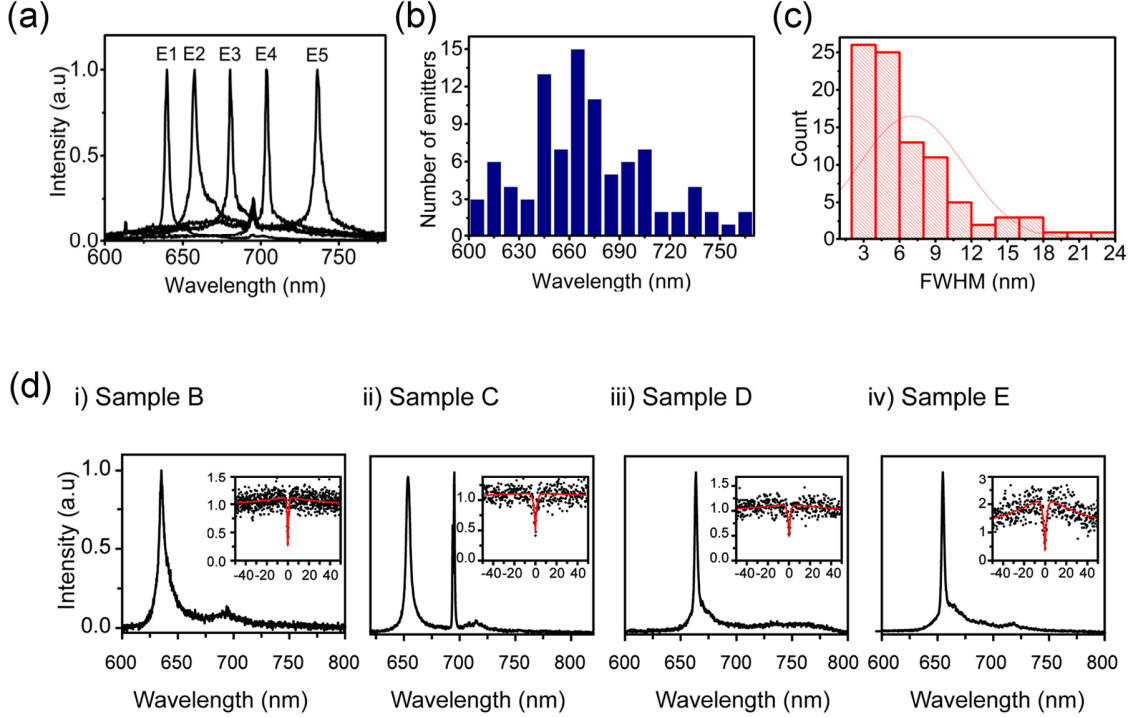 (a)
E1 E2 E3 E4 E5
1.0
0.5
0.0
Intensity (a.u)
600 650 700 750
Wavelength (nm)
(b)
15
12
9
6
3
Number of emitters
600 630 660 690 720 750
Wavelength (nm)
(c)
25
20
15
10
5
0
Count
3 6 9 12 15 18 21 24
FWHM (nm)
(d)
i) Sample B
1.0
0.5
0.0
Intensity (a.u)
1.5
1.0
0.5
0.0
-40 -20 0 20 40
600 650 700 750 800
Wavelength (nm)
ii) Sample C
1.0
0.5
0.0
-40 -20 0 20 40
600 650 700 750 800
Wavelength (nm)
iii) Sample D
1.5
1.0
0.5
0.0
-40 -20 0 20 40
600 650 700 750 800
Wavelength (nm)
iv) Sample E
3
2
1
0
-40 -20 0 20 40
600 650 700 750 800
Wavelength (nm)